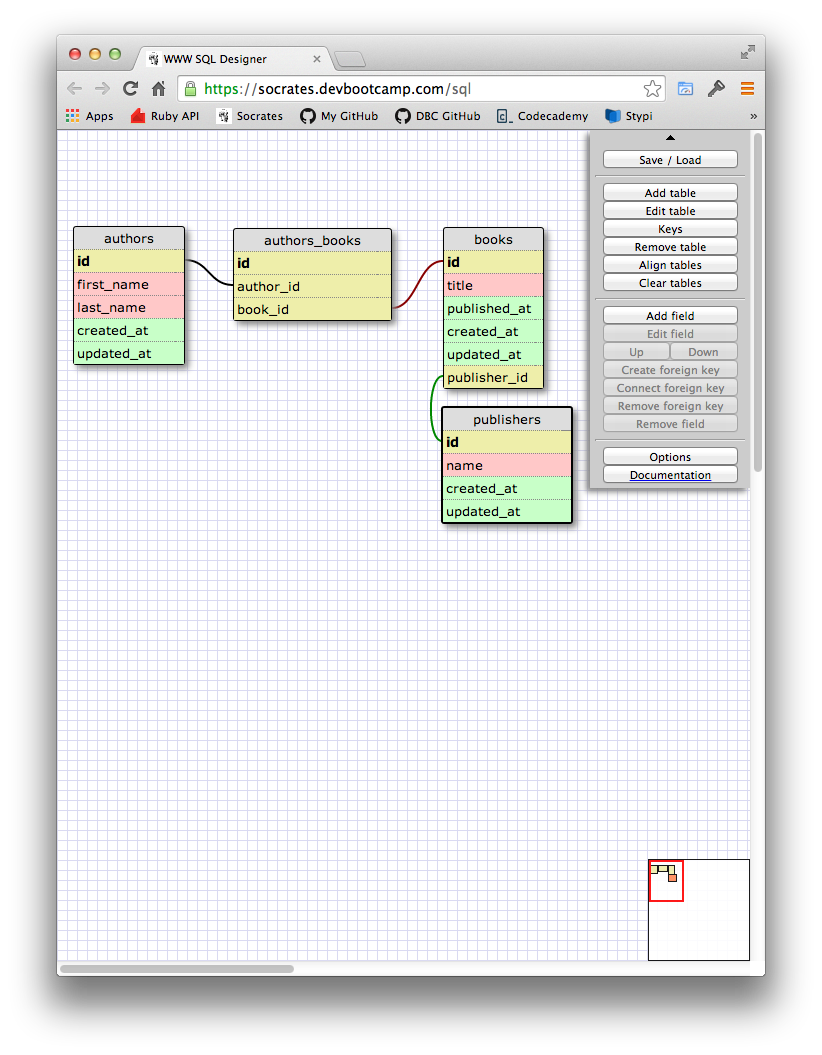 WWW SQL Designer
https://socrates.devbootcamp.com/sql
Apps Ruby API Socrates My GitHub DBC GitHub Codecademy Stypi »
Save / Load
Add table
Edit table
Keys
Remove table
Align tables
Clear tables
Add field
Edit field
Up Down
Create foreign key
Connect foreign key
Remove foreign key
Remove field
Options
Documentation
authors
id
first_name
last_name
created_at
updated_at
authors_books
id
author_id
book_id
books
id
title
published_at
created_at
updated_at
publisher_id
publishers
id
name
created_at
updated_at